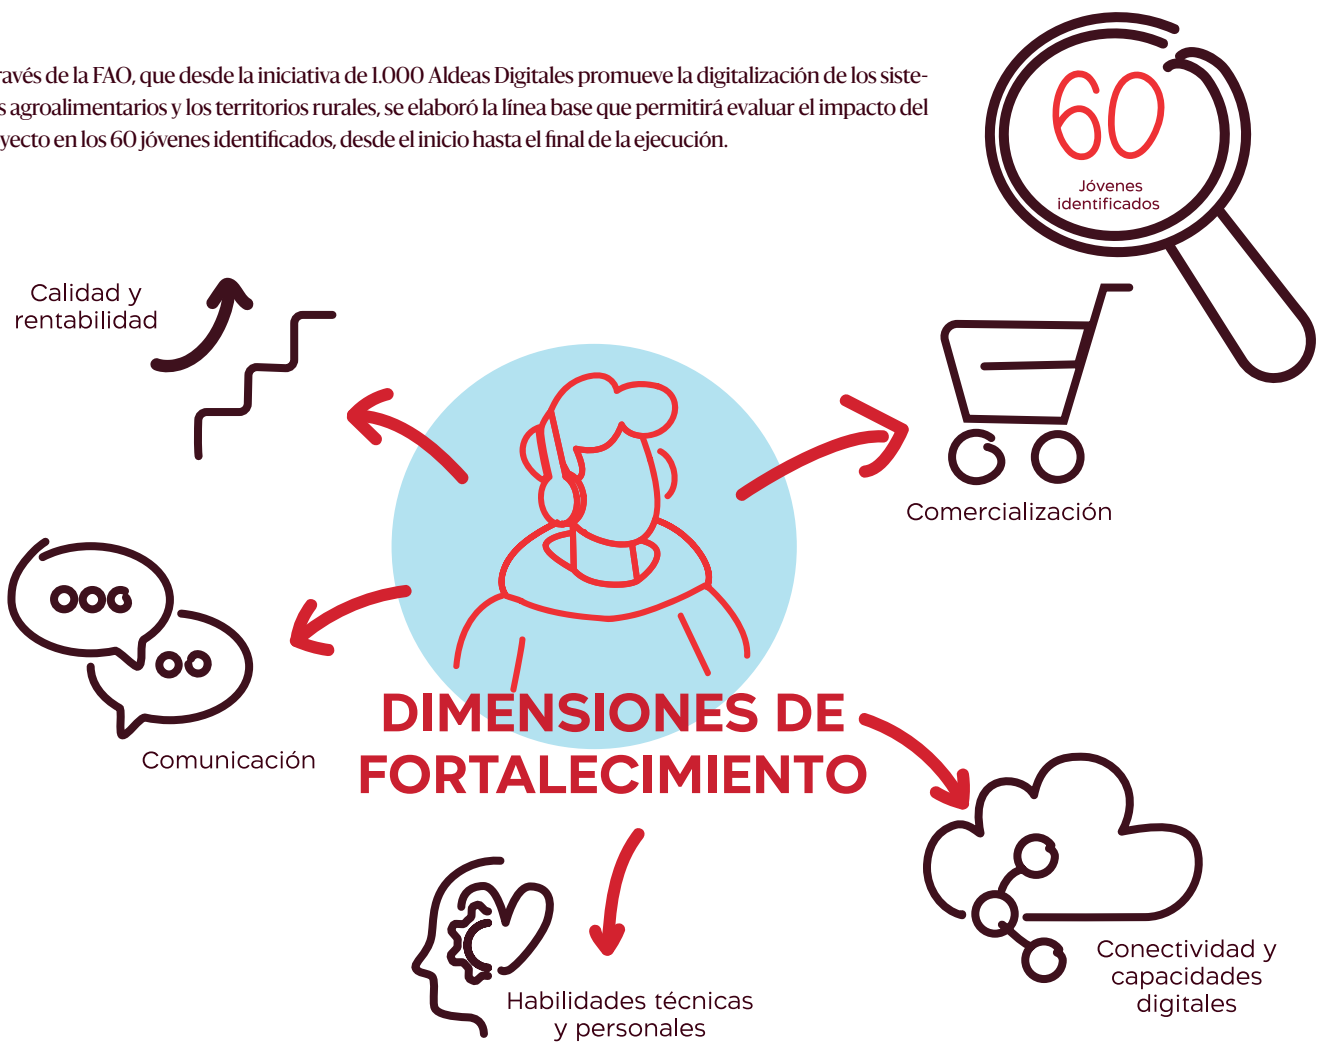 ravés de la FAO, que desde la iniciativa de 1.000 Aldeas Digitales promueve la digitalización de los siste-
s agroalimentarios y los territorios rurales, se elaboró la línea base que permitirá evaluar el impacto del
yecto en los 60 jóvenes identificados, desde el inicio hasta el final de la ejecución.
60
Jóvenes
identificados
Calidad y
rentabilidad
Comercialización
Comunicación
DIMENSIONES DE
FORTALECIMIENTO
Conectividad y
capacidades
digitales
Habilidades técnicas
y personales